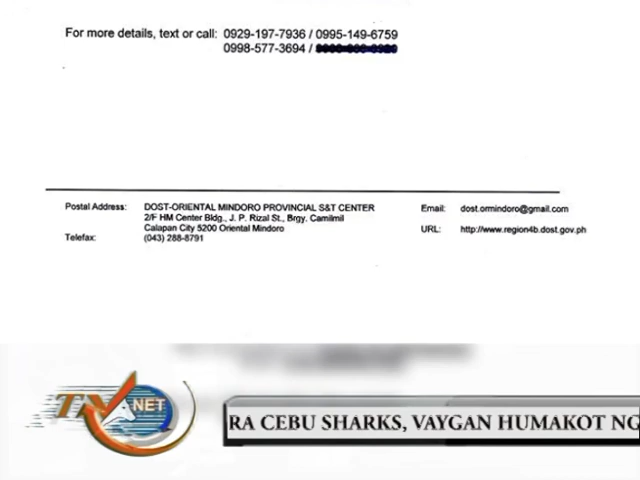 For more details, text or call: 0929-197-7936 / 0995-149-6759
0998-577-3694 /
Postal Address: DOST-ORIENTAL MINDORO PROVINCIAL S&T CENTER
2/F HM Center Bldg., J. P. Rizal St., Brgy. Camilmil
Calapan City 5200 Oriental Mindoro
Telefax: (043) 288-8791
Email: dost.ormindoro@gmail.com
URL: http://www.region4b.dost.gov.ph
NET
RA CEBU SHARKS, VAYGAN HUMAKOT NG